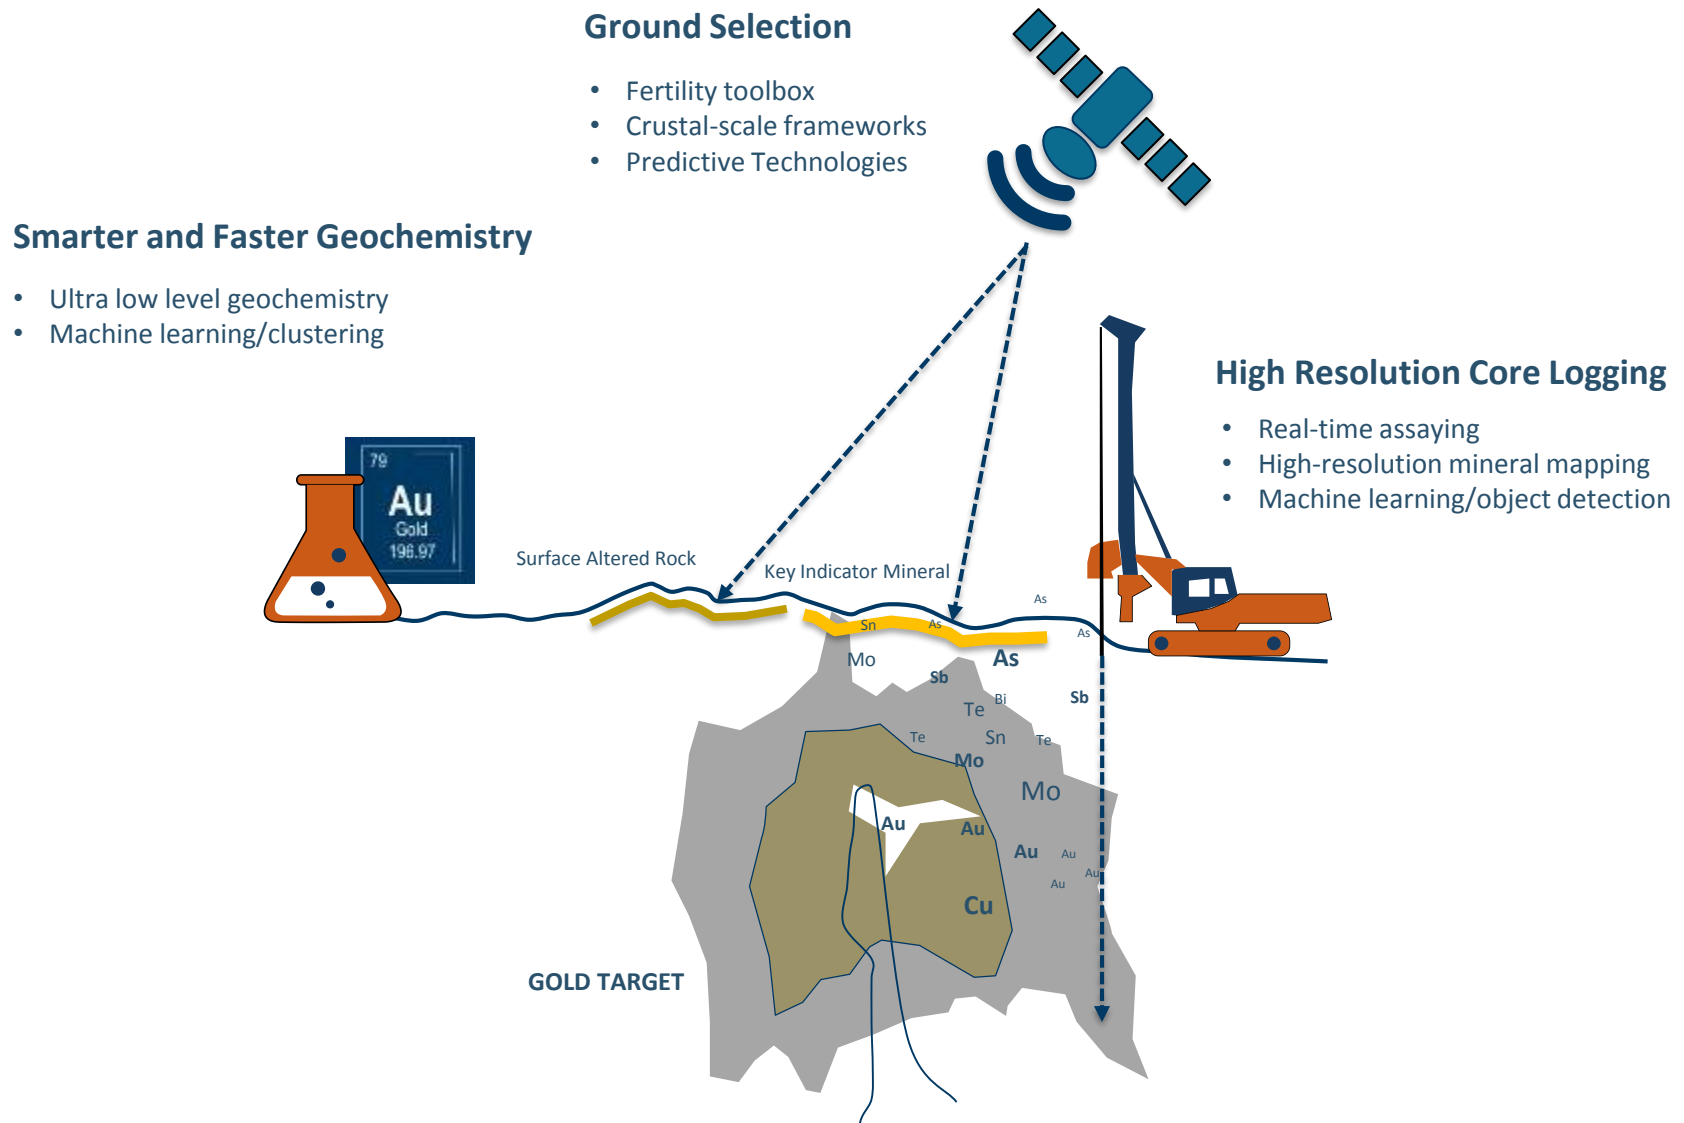 Ground Selection
• Fertility toolbox
• Crustal-scale frameworks
• Predictive Technologies
Smarter and Faster Geochemistry
• Ultra low level geochemistry
• Machine learning/clustering
High Resolution Core Logging
• Real-time assaying
• High-resolution mineral mapping
• Machine learning/object detection
79
Au
Gold
196.97
Surface Altered Rock
Key Indicator Mineral
As
Sn
As
As
Mo
As
Sb
Bi
Sb
Te
Te
Sn
Te
Mo
Mo
Au
Au
Au
Au
Au
Au
Cu
GOLD TARGET